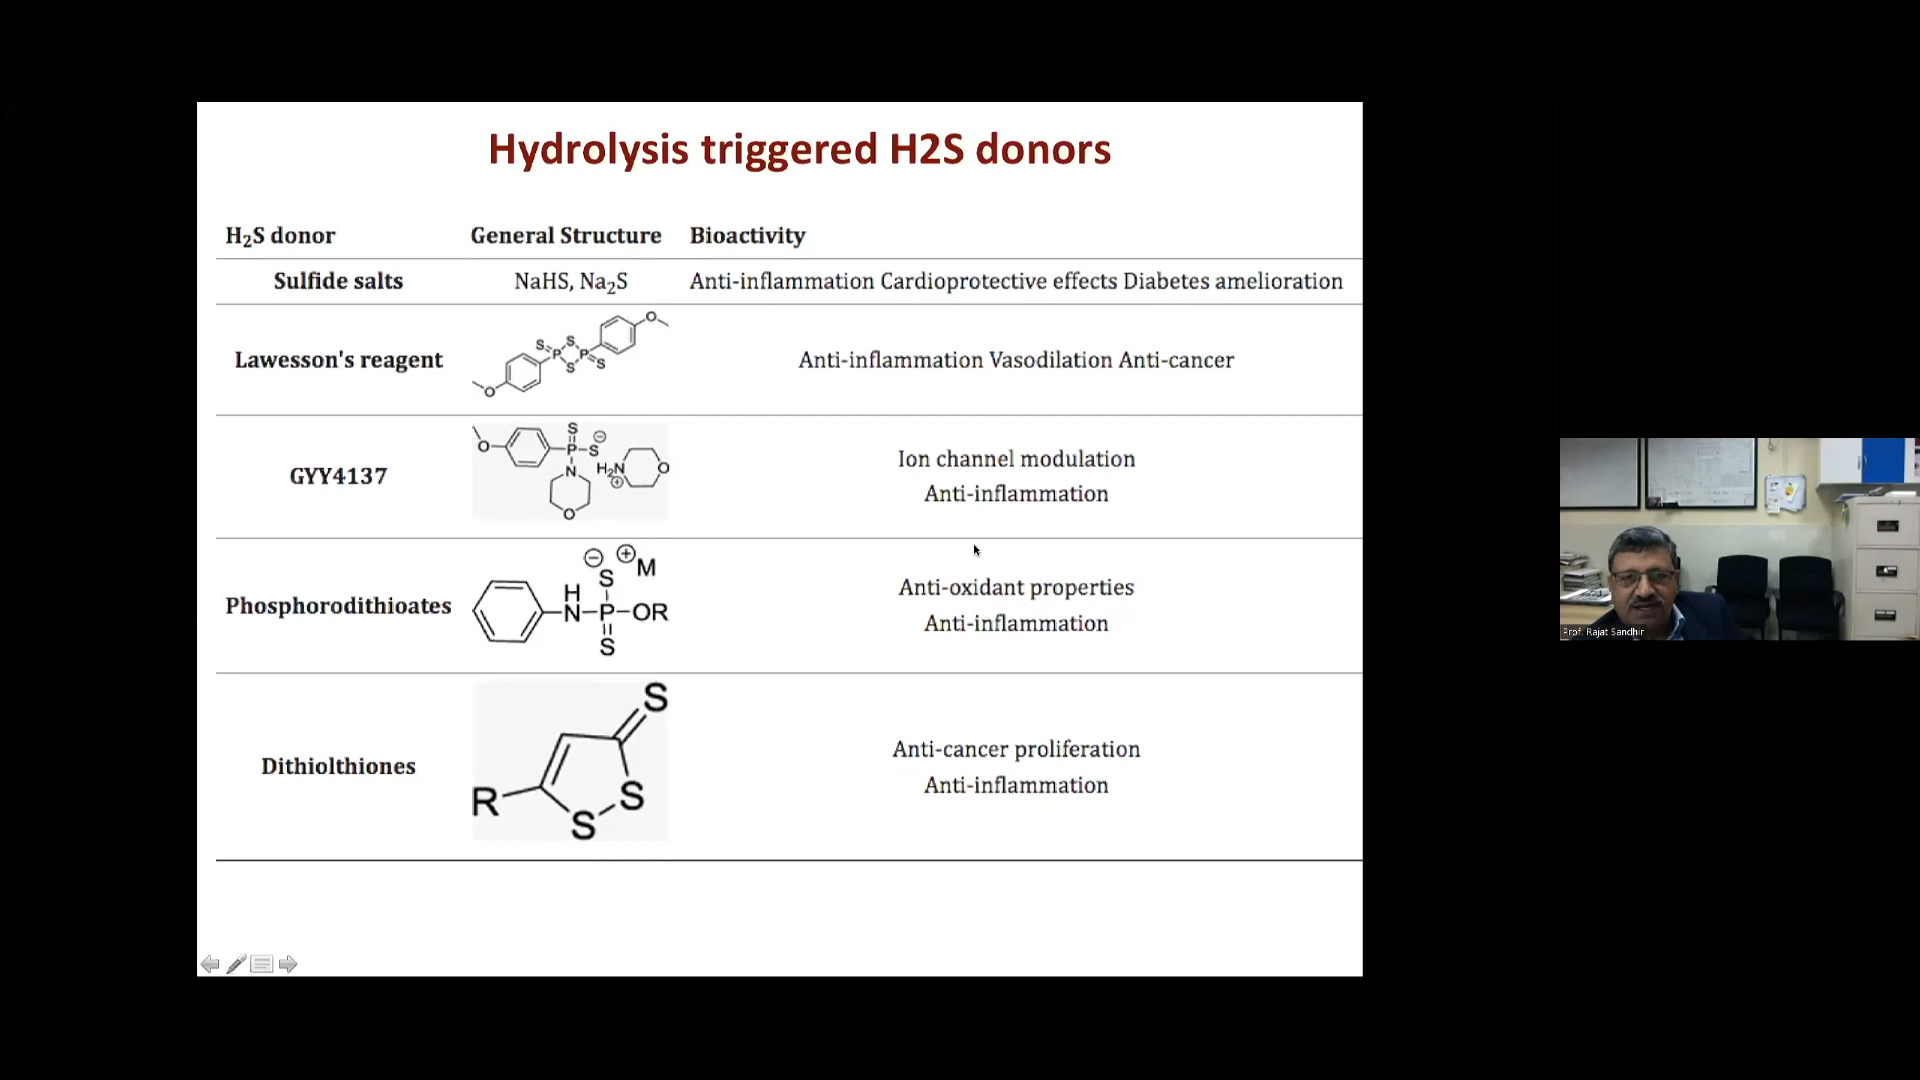 Hydrolysis triggered H2S donors
H₂S donor General Structure Bioactivity
Sulfide salts NaHS, Na₂S Anti-inflammation Cardioprotective effects Diabetes amelioration
Lawesson's reagent Anti-inflammation Vasodilation Anti-cancer
O
S S
P P
S S
O
GYY4137
S
O P S ⊖
N H₂N ⊕ O
O
Ion channel modulation
Anti-inflammation
Phosphorodithioates
⊖ ⊕ M
S
H
N P OR
S
Anti-oxidant properties
Anti-inflammation
Dithiolthiones
S
R S
S
Anti-cancer proliferation
Anti-inflammation
Prof. Rajat Sandhir